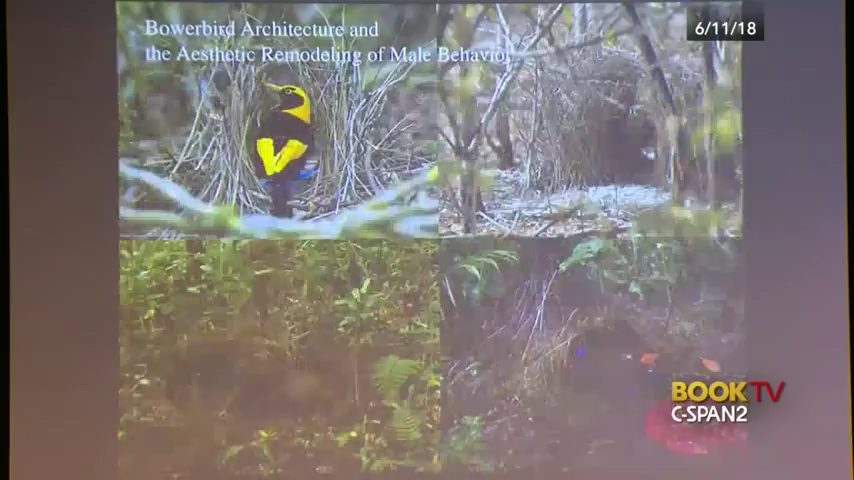 Bowerbird Architecture and
the Aesthetic Remodeling of Male Behavior
6/11/18
BOOK TV
C-SPAN2